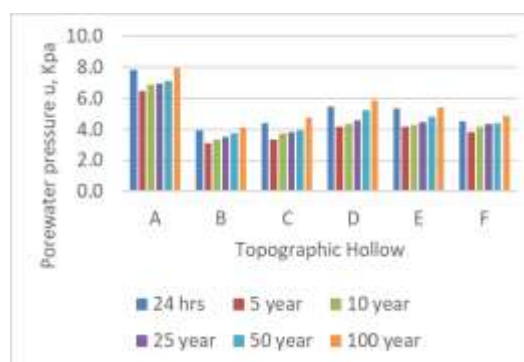 Porewater pressure u, Kpa
10.0
8.0
6.0
4.0
2.0
0.0
A B C D E F
Topographic Hollow
24 hrs 5 year 10 year
25 year 50 year 100 year